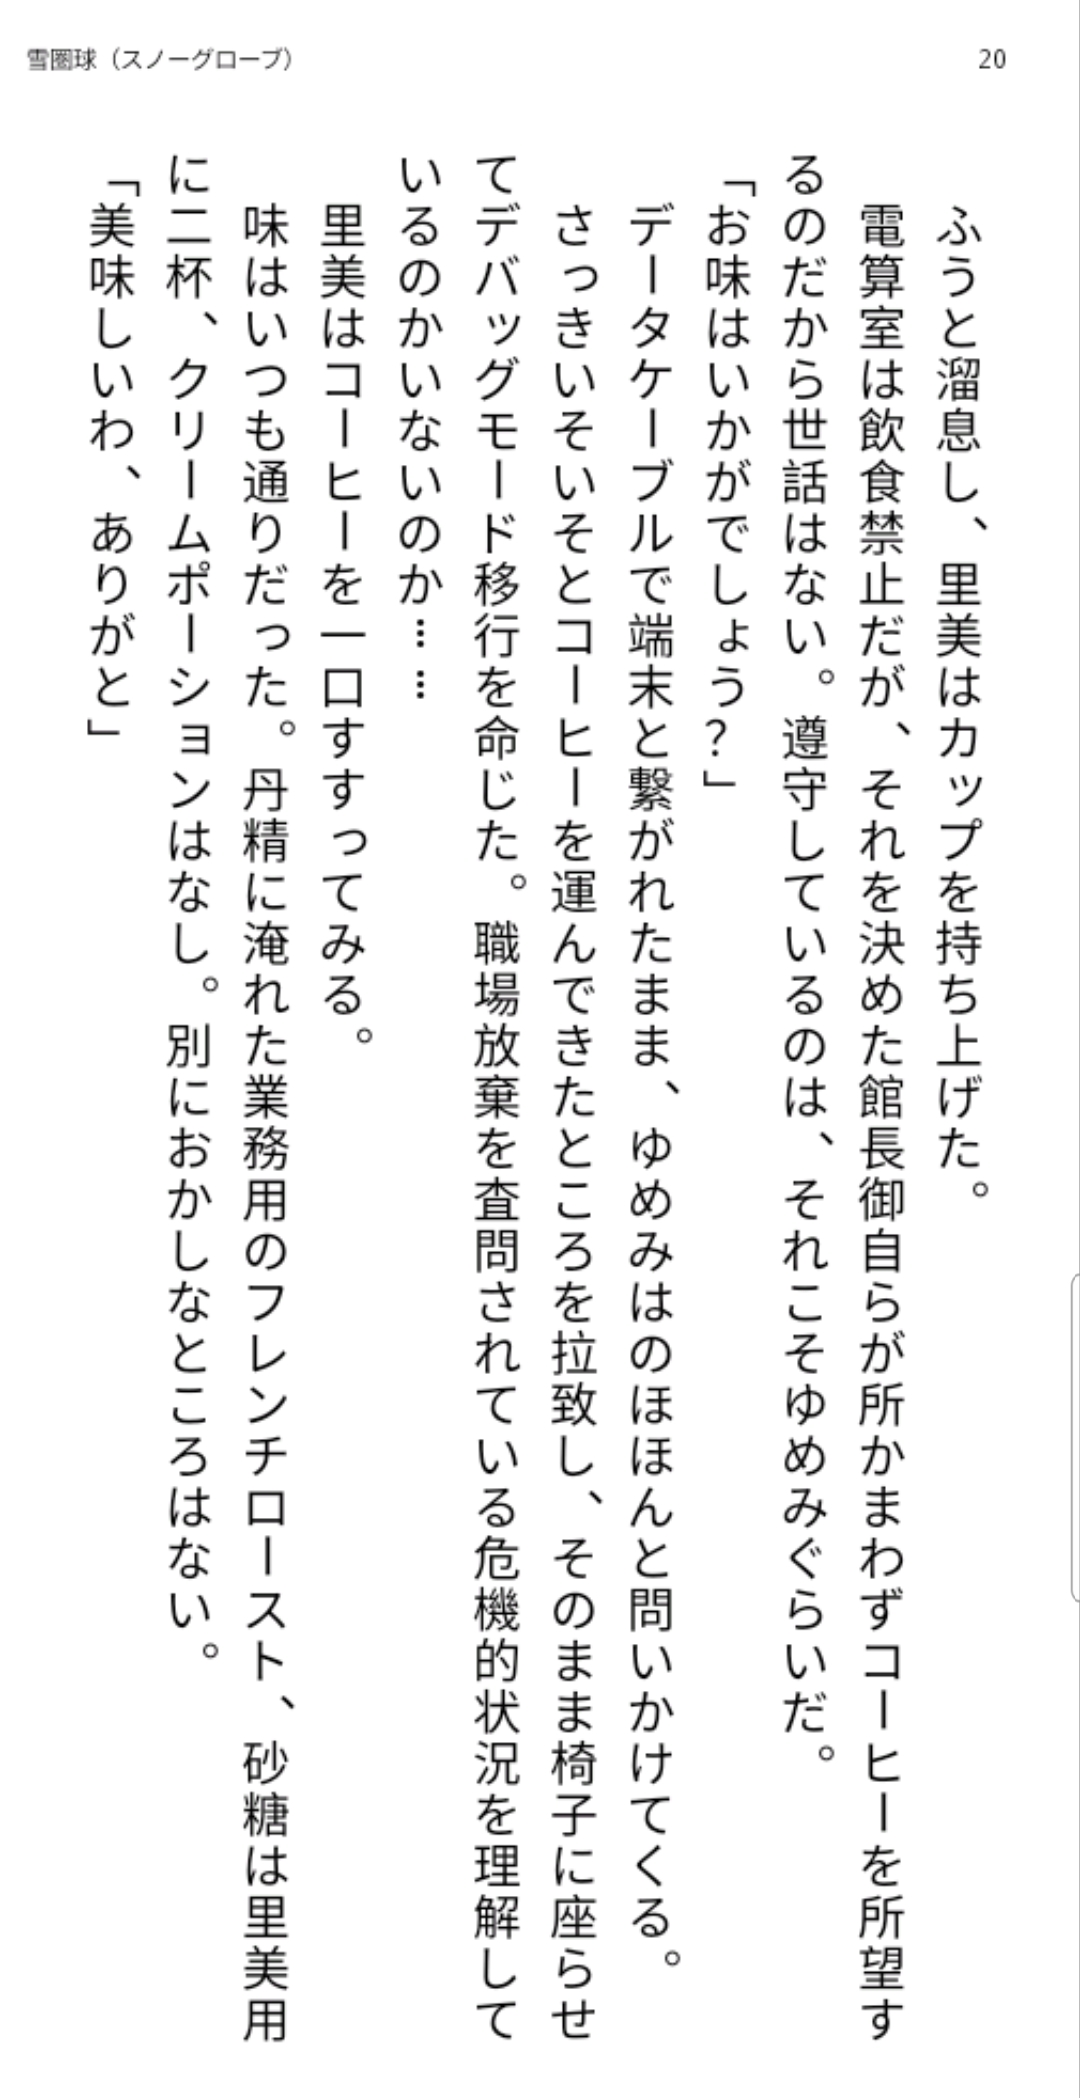 雪圏球（スノーグローブ）
20
　ふうと溜息し、里美はカップを持ち上げた。
　電算室は飲食禁止だが、それを決めた館長御自らが所かまわずコーヒーを所望す
るのだから世話はない。遵守しているのは、それこそゆめみぐらいだ。
「お味はいかがでしょう？」
　データケーブルで端末と繋がれたまま、ゆめみはのほほんと問いかけてくる。
　さっきいそいそとコーヒーを運んできたところを拉致し、そのまま椅子に座らせ
てデバッグモード移行を命じた。職場放棄を査問されている危機的状況を理解して
いるのかいないのか……
　里美はコーヒーを一口すすってみる。
　味はいつも通りだった。丹精に淹れた業務用のフレンチロースト、砂糖は里美用
に二杯、クリームポーションはなし。別におかしなところはない。
「美味しいわ、ありがと」